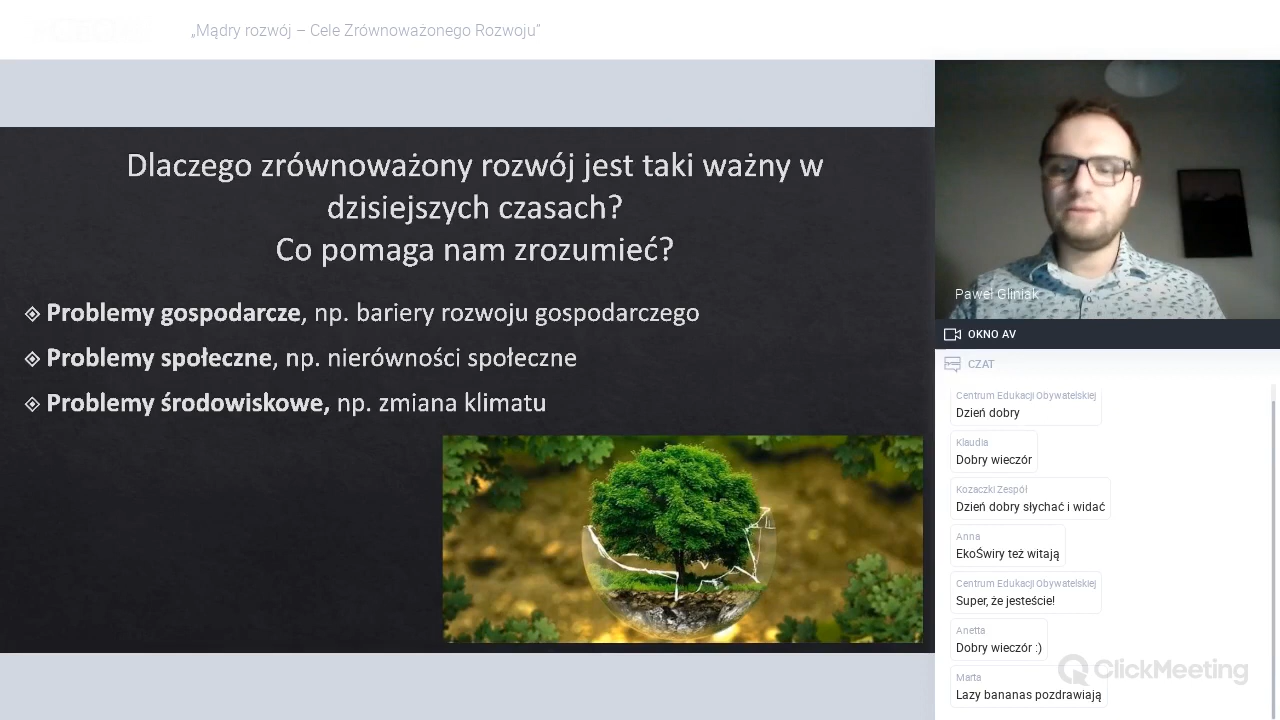 „Mądry rozwój – Cele Zrównoważonego Rozwoju”
Dlaczego zrównoważony rozwój jest taki ważny w
dzisiejszych czasach?
Co pomaga nam zrozumieć?
Problemy gospodarcze, np. bariery rozwoju gospodarczego
Problemy społeczne, np. nierówności społeczne
Problemy środowiskowe, np. zmiana klimatu
Paweł Gliniak
OKNO AV
CZAT
Centrum Edukacji Obywatelskiej
Dzień dobry
Klaudia
Dobry wieczór
Kozaczki Zespół
Dzień dobry słychać i widać
Anna
EkoŚwiry też witają
Centrum Edukacji Obywatelskiej
Super, że jesteście!
Anetta
Dobry wieczór :)
Marta
Lazy bananas pozdrawiają
ClickMeeting